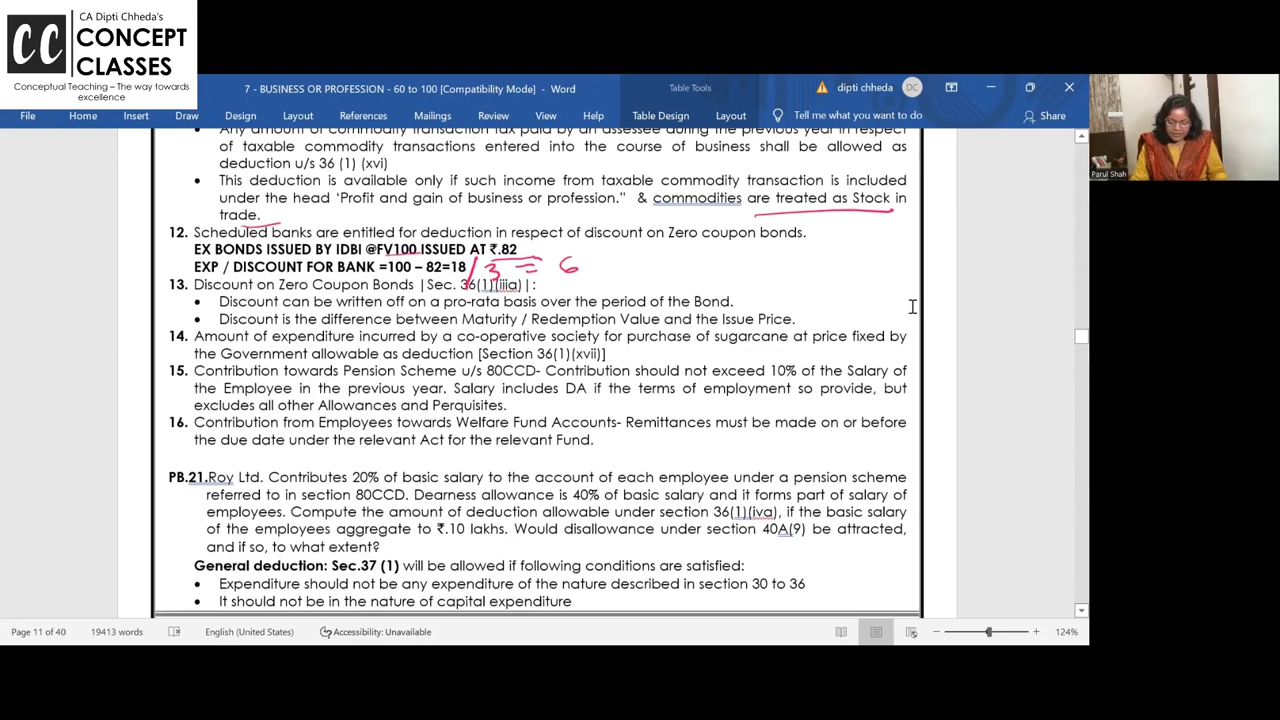 CA Dipti Chheda's
CC
CONCEPT
CLASSES
Conceptual Teaching – The way towards
excellence
7 - BUSINESS OR PROFESSION - 60 to 100 [Compatibility Mode] - Word
Table Tools
dipti chheda
DC
File Home Insert Draw Design Layout References Mailings Review View Help Table Design Layout Tell me what you want to do Share
Any amount of commodity transaction tax paid by an assessee during the previous year in respect
of taxable commodity transactions entered into the course of business shall be allowed as
deduction u/s 36 (1) (xvi)
• This deduction is available only if such income from taxable commodity transaction is included
under the head 'Profit and gain of business or profession." & commodities are treated as Stock in
trade.
12. Scheduled banks are entitled for deduction in respect of discount on Zero coupon bonds.
EX BONDS ISSUED BY IDBI @FV100 ISSUED AT ₹.82
EXP / DISCOUNT FOR BANK =100 – 82=18 / 3 = 6
13. Discount on Zero Coupon Bonds |Sec. 36(1)(iiia)|:
• Discount can be written off on a pro-rata basis over the period of the Bond.
• Discount is the difference between Maturity / Redemption Value and the Issue Price.
14. Amount of expenditure incurred by a co-operative society for purchase of sugarcane at price fixed by
the Government allowable as deduction [Section 36(1)(xvii)]
15. Contribution towards Pension Scheme u/s 80CCD- Contribution should not exceed 10% of the Salary of
the Employee in the previous year. Salary includes DA if the terms of employment so provide, but
excludes all other Allowances and Perquisites.
16. Contribution from Employees towards Welfare Fund Accounts- Remittances must be made on or before
the due date under the relevant Act for the relevant Fund.
PB.21.Roy Ltd. Contributes 20% of basic salary to the account of each employee under a pension scheme
referred to in section 80CCD. Dearness allowance is 40% of basic salary and it forms part of salary of
employees. Compute the amount of deduction allowable under section 36(1)(iva), if the basic salary
of the employees aggregate to ₹.10 lakhs. Would disallowance under section 40A(9) be attracted,
and if so, to what extent?
General deduction: Sec.37 (1) will be allowed if following conditions are satisfied:
• Expenditure should not be any expenditure of the nature described in section 30 to 36
• It should not be in the nature of capital expenditure
Page 11 of 40 19413 words English (United States) Accessibility: Unavailable 124%
Parul Shah